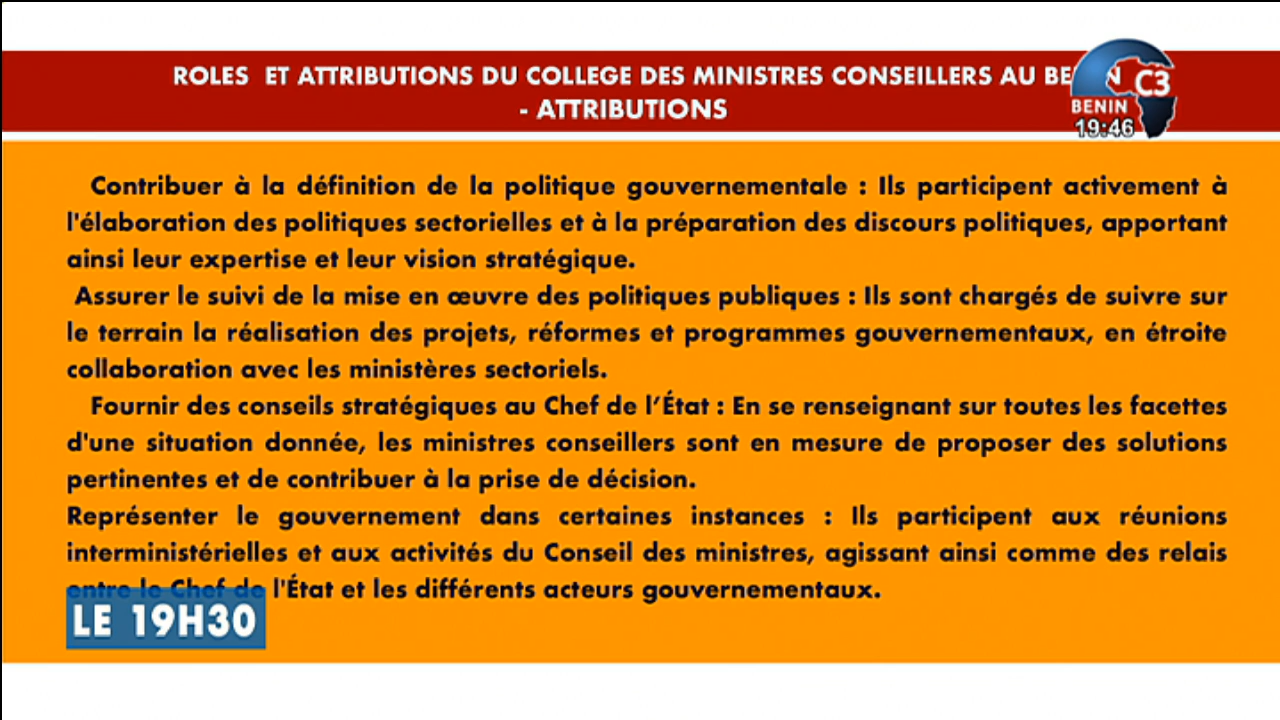 ROLES ET ATTRIBUTIONS DU COLLEGE DES MINISTRES CONSEILLERS AU
- ATTRIBUTIONS
C3
BENIN
19:46
Contribuer à la définition de la politique gouvernementale : Ils participent activement à
l'élaboration des politiques sectorielles et à la préparation des discours politiques, apportant
ainsi leur expertise et leur vision stratégique.
Assurer le suivi de la mise en œuvre des politiques publiques : Ils sont chargés de suivre sur
le terrain la réalisation des projets, réformes et programmes gouvernementaux, en étroite
collaboration avec les ministères sectoriels.
Fournir des conseils stratégiques au Chef de l’État : En se renseignant sur toutes les facettes
d'une situation donnée, les ministres conseillers sont en mesure de proposer des solutions
pertinentes et de contribuer à la prise de décision.
Représenter le gouvernement dans certaines instances : Ils participent aux réunions
interministérielles et aux activités du Conseil des ministres, agissant ainsi comme des relais
entre le Chef de l'État et les différents acteurs gouvernementaux.
LE 19H30